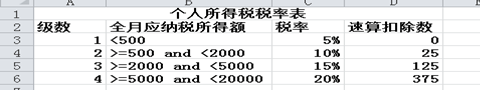 A B C D
1 个人所得税税率表
2 级数 全月应纳税所得额 税率 速算扣除数
3 1 <500 5% 0
4 2 >=500 and <2000 10% 25
5 3 >=2000 and <5000 15% 125
6 4 >=5000 and <20000 20% 375